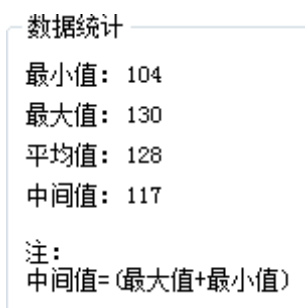 数据统计
最小值: 104
最大值: 130
平均值: 128
中间值: 117
注:
中间值=(最大值+最小值)